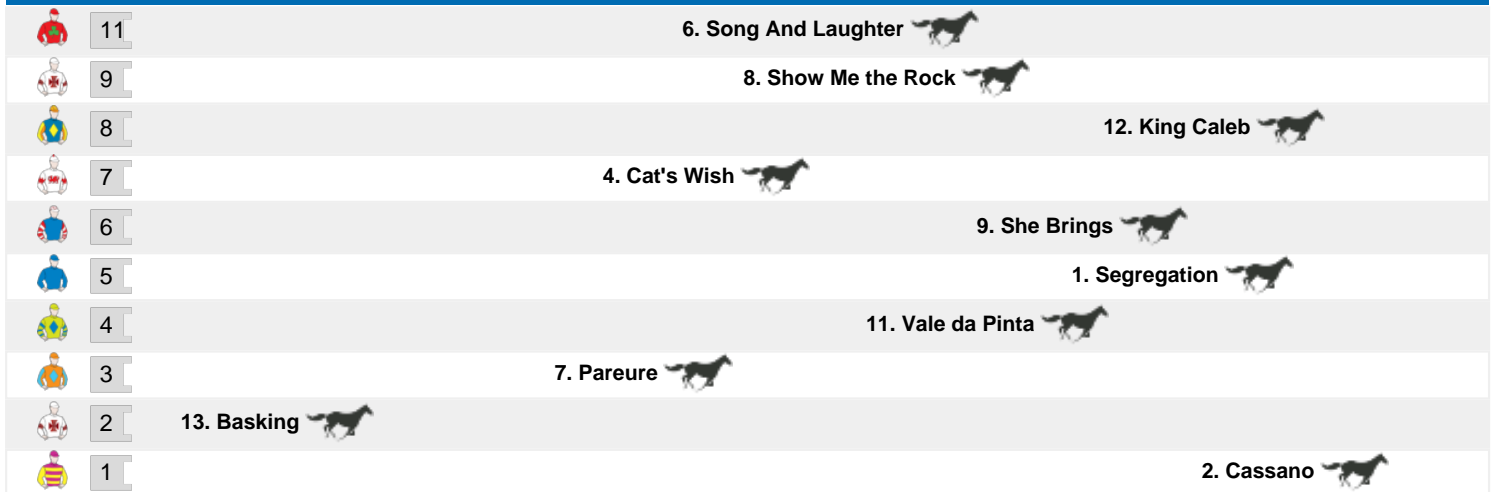 11 6. Song And Laughter
9 8. Show Me the Rock
8 12. King Caleb
7 4. Cat's Wish
6 9. She Brings
5 1. Segregation
4 11. Vale da Pinta
3 7. Pareure
2 13. Basking
1 2. Cassano